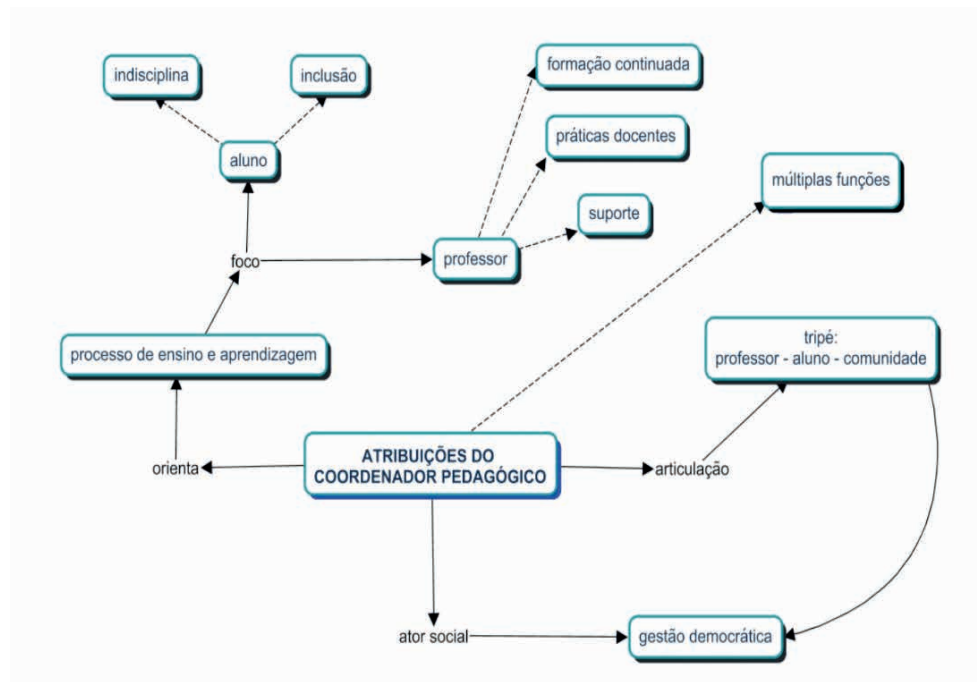 indisciplina
inclusão
formação continuada
práticas docentes
aluno
múltiplas funções
suporte
foco
professor
processo de ensino e aprendizagem
tripé:
professor - aluno - comunidade
ATRIBUIÇÕES DO
COORDENADOR PEDAGÓGICO
orienta
articulação
ator social
gestão democrática